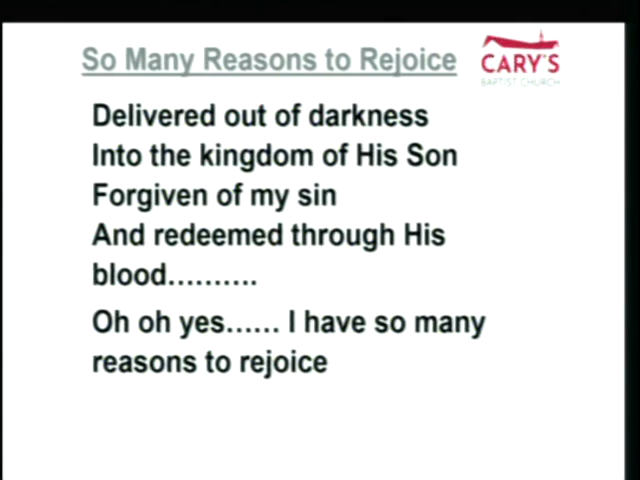 So Many Reasons to Rejoice
CARY'S
BAPTIST CHURCH
Delivered out of darkness
Into the kingdom of His Son
Forgiven of my sin
And redeemed through His
blood……….
Oh oh yes…… I have so many
reasons to rejoice